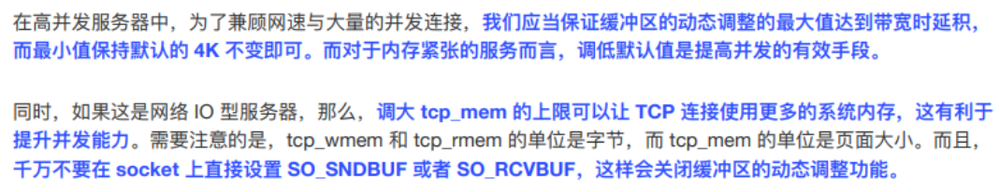 在高并发服务器中，为了兼顾网速与大量的并发连接，我们应当保证缓冲区的动态调整的最大值达到带宽时延积，
而最小值保持默认的 4K 不变即可。而对于内存紧张的服务而言，调低默认值是提高并发的有效手段。
同时，如果这是网络 IO 型服务器，那么，调大 tcp_mem 的上限可以让 TCP 连接使用更多的系统内存，这有利于
提升并发能力。需要注意的是，tcp_wmem 和 tcp_rmem 的单位是字节，而 tcp_mem 的单位是页面大小。而且，
千万不要在 socket 上直接设置 SO_SNDBUF 或者 SO_RCVBUF，这样会关闭缓冲区的动态调整功能。